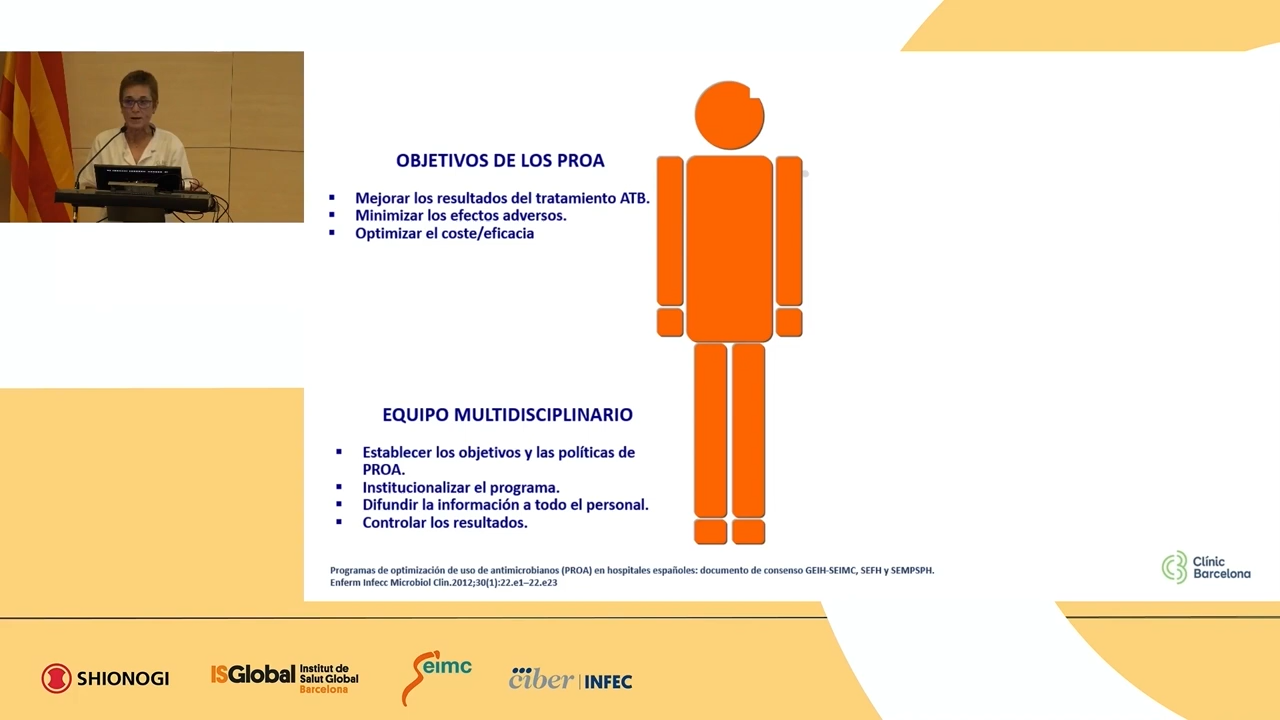 OBJETIVOS DE LOS PROA
▪ Mejorar los resultados del tratamiento ATB.
▪ Minimizar los efectos adversos.
▪ Optimizar el coste/eficacia
EQUIPO MULTIDISCIPLINARIO
▪ Establecer los objetivos y las políticas de
PROA.
▪ Institucionalizar el programa.
▪ Difundir la información a todo el personal.
▪ Controlar los resultados.
Programas de optimización de uso de antimicrobianos (PROA) en hospitales españoles: documento de consenso GEIH-SEIMC, SEFH y SEMPSPH.
Enferm Infecc Microbiol Clin.2012;30(1):22.e1–22.e23
Clínic
Barcelona
SHIONOGI
ISGlobal Institut de
Salut Global
Barcelona
Seimc
ciber | INFEC